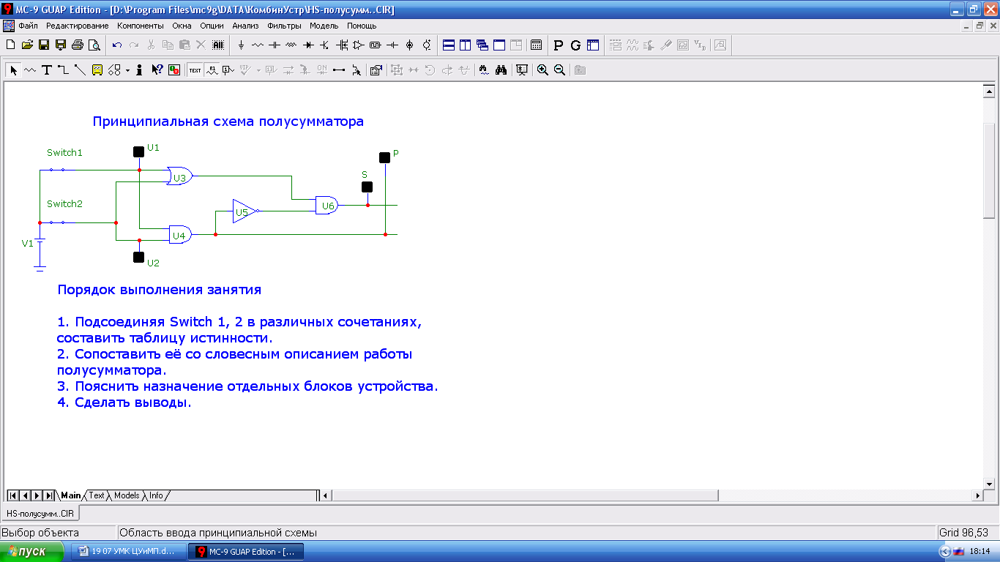 MC-9 GUAP Edition - [D:\Program Files\mc9g\DATA\КомбинУстр\HS-полусумм..CIR]
Файл Редактирование Компоненты Окна Опции Анализ Фильтры Модель Помощь
P G
T TEXT R1 ON
Принципиальная схема полусумматора
Switch1 U1 P
U3 S
Switch2 U5 U6
V1 U4
U2
Порядок выполнения занятия
1. Подсоединяя Switch 1, 2 в различных сочетаниях,
составить таблицу истинности.
2. Сопоставить её со словесным описанием работы
полусумматора.
3. Пояснить назначение отдельных блоков устройства.
4. Сделать выводы.
Main Text Models Info
HS-полусумм..CIR
Выбор объекта Область ввода принципиальной схемы Grid 96,53
пуск 19 07 УМК ЦУиМП.d... MC-9 GUAP Edition - [... 18:14